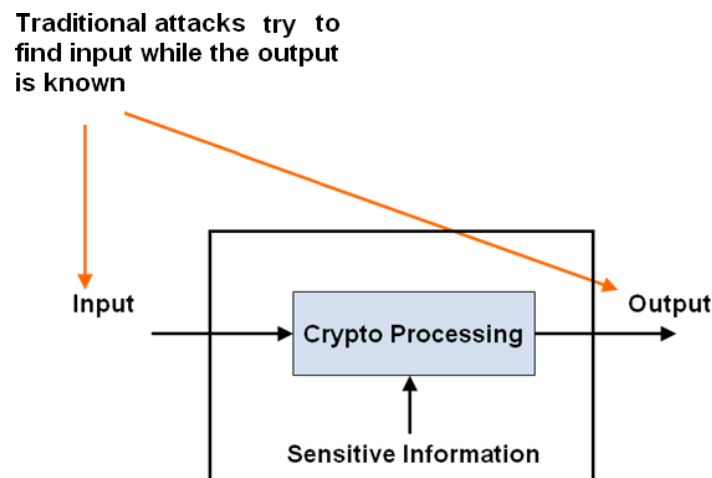 Traditional attacks try to
find input while the output
is known
Input
Output
Crypto Processing
Sensitive Information